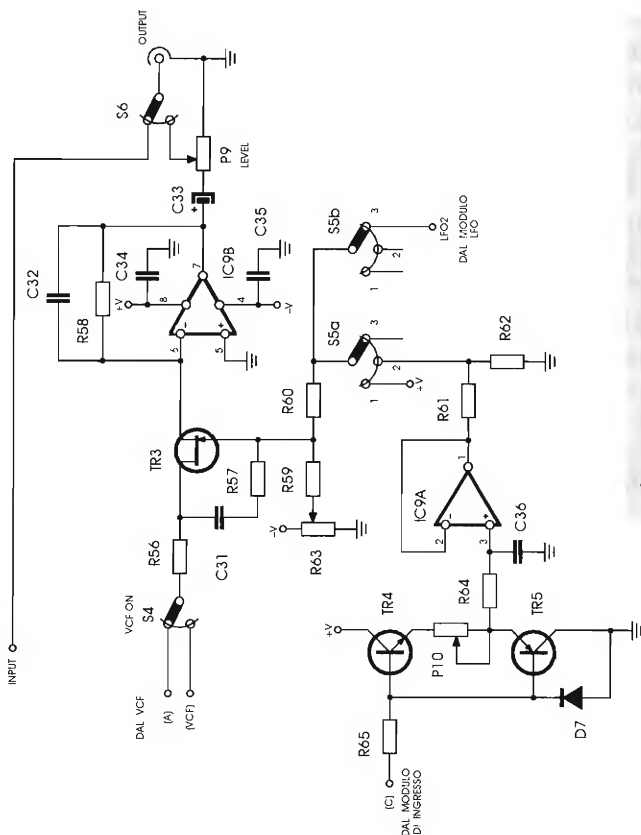 INPUT
S6
OUTPUT
P9
LEVEL
C33
+
C32
R58
C34
+V
8
7
IC9B
C35
4
-V
6
-
+
5
TR3
R57
C31
R56
VCF ON
S4
DAL VCF
(A)
(VCF)
R60
R59
-V
R63
S5b
1
2
3
LFO2
DAL MODULO
LFO
S5a
1
2
3
+V
R61
R62
IC9A
1
2
-
3
+
C36
R64
TR4
+V
P10
TR5
D7
R65
(C)
DAL MODULO
DI INGRESSO